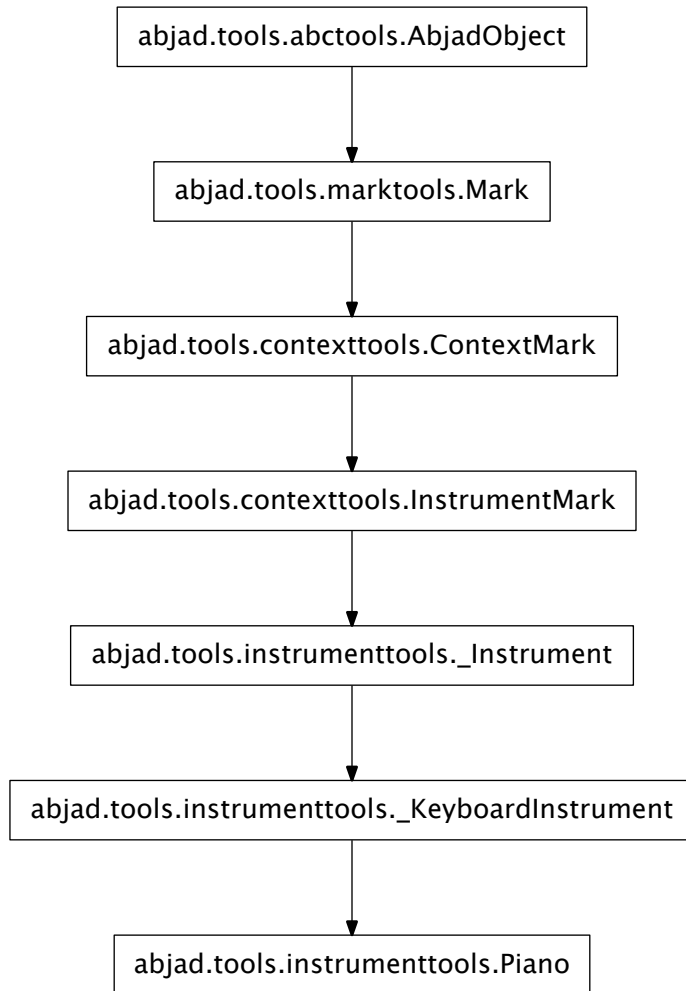 abjad.tools.abctools.AbjadObject
abjad.tools.marktools.Mark
abjad.tools.contexttools.ContextMark
abjad.tools.contexttools.InstrumentMark
abjad.tools.instrumenttools._Instrument
abjad.tools.instrumenttools._KeyboardInstrument
abjad.tools.instrumenttools.Piano